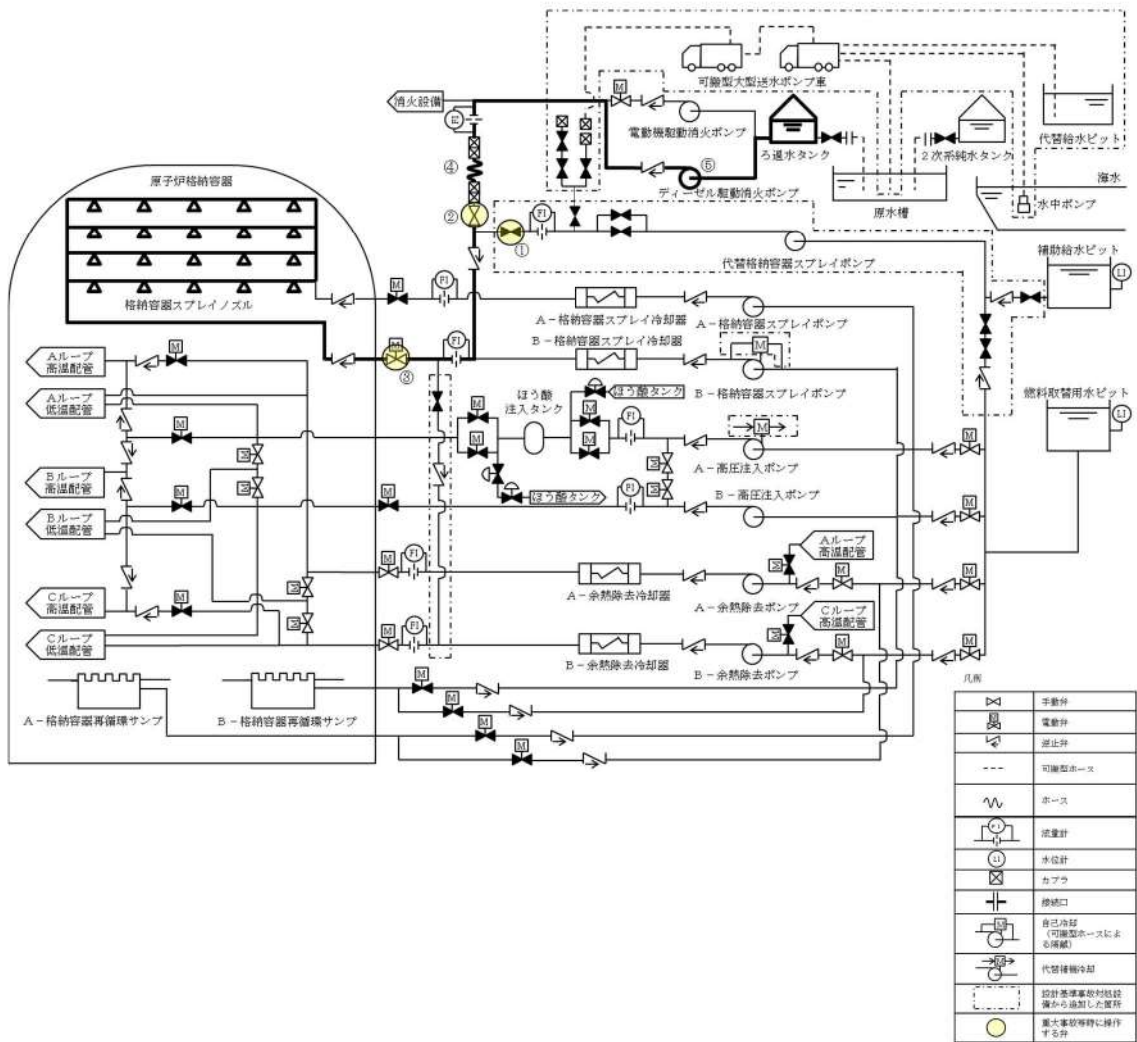 M
可搬型大型送水ポンプ車
消火設備
FI
電動機駆動消火ポンプ
ろ過水タンク
2次系純水タンク
代替給水ピット
④
⑤
ディーゼル駆動消火ポンプ
原水槽
海水
水中ポンプ
原子炉格納容器
②
①
FI
代替格納容器スプレイポンプ
補助給水ピット
LI
M
FI
格納容器スプレイノズル
A-格納容器スプレイ冷却器
A-格納容器スプレイポンプ
B-格納容器スプレイ冷却器
M
FI
M
③
B-格納容器スプレイポンプ
燃料取替用水ピット
LI
Aループ
高温配管
M
Aループ
低温配管
ほう酸
注入タンク
ほう酸タンク
M
M
M
FI
M
M
M
M
A-高圧注入ポンプ
M
M
Bループ
高温配管
M
M
ほう酸タンク
FI
M
B-高圧注入ポンプ
M
M
M
Bループ
低温配管
Aループ
高温配管
M
FI
M
M
M
Cループ
高温配管
M
M
A-余熱除去冷却器
A-余熱除去ポンプ
Cループ
高温配管
Cループ
低温配管
M
M
FI
M
M
M
B-余熱除去冷却器
B-余熱除去ポンプ
A-格納容器再循環サンプ
B-格納容器再循環サンプ
M
M
M
M
凡例
手動弁
M
電動弁
逆止弁
可搬型ホース
ホース
FI
流量計
LI
水位計
カプラ
接続口
M
自己冷却
(可搬型ホースによ
る隔離)
M
代替補機冷却
設計基準事故対処設
備から追加した箇所
重大事故等時に操作
する弁